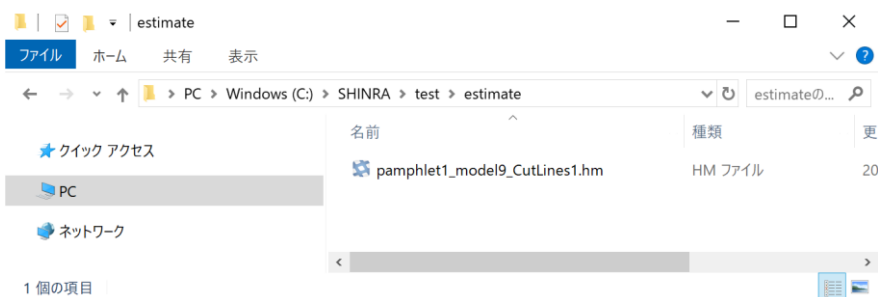 estimate
ファイル ホーム 共有 表示
PC > Windows (C:) > SHINRA > test > estimate estimateの...
名前 種類 更
クイック アクセス
pamphlet1_model9_CutLines1.hm HM ファイル 20
PC
ネットワーク
1 個の項目